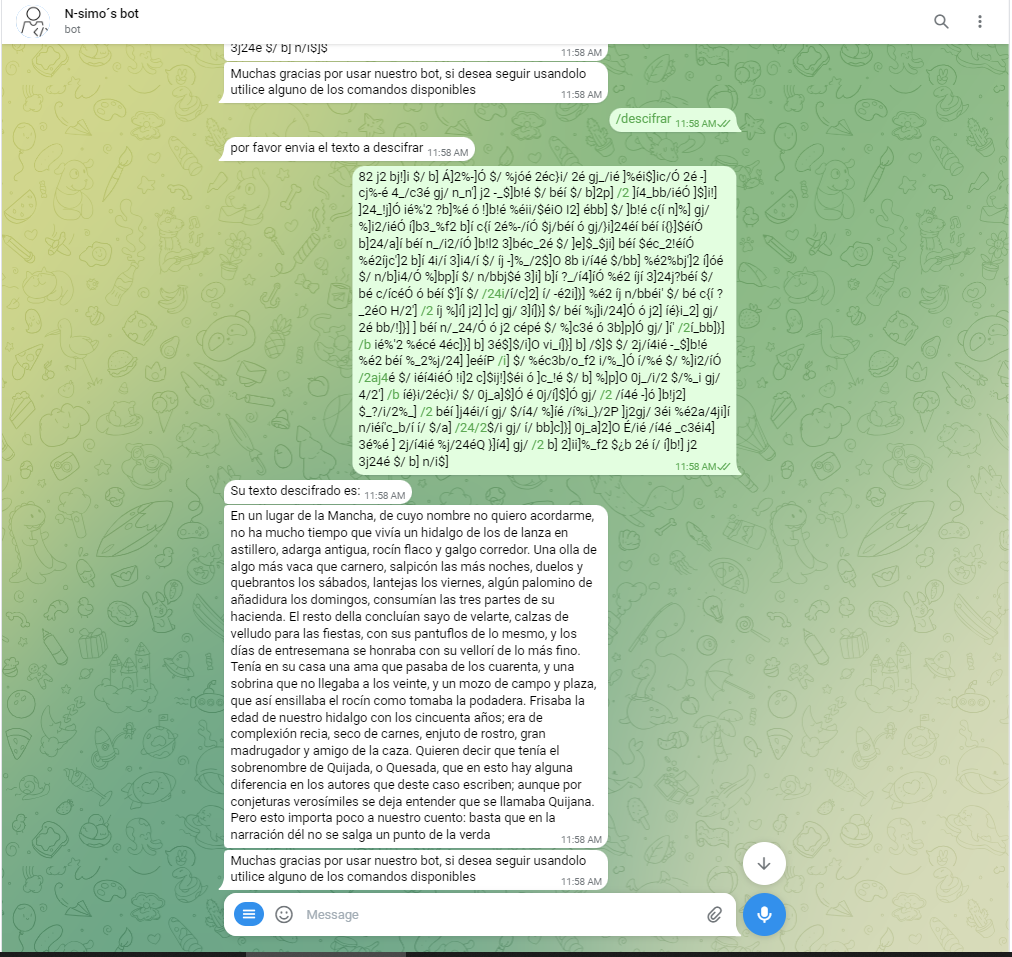 N-simo´s bot
bot
3j24é $/ b] n/i$]$
11:58 AM
Muchas gracias por usar nuestro bot, si desea seguir usandolo
utilice alguno de los comandos disponibles
11:58 AM
/descifrar 11:58 AM
por favor envia el texto a descifrar 11:58 AM
82 j2 bj!]i $/ b] Á]2%-]Ó $/ %jóé 2éc}i/ 2é gj_/ié ]%éi$]ic/Ó 2é -]
cj%-é 4_/c3é gj/ n_n'] j2 -_$]b!é $/ béí $/ b]2p] /2 ]í4_bb/iéÓ ]$]i!]
]24_!j]Ó ié%'2 ?b]%é ó !]b!é %éii/$éiO I2] ébb] $/ ]b!é c{í n]%] gj/
%]i2/iéÓ í]b3_%f2 b]í c{í 2é%-/íÓ $j/béí ó gj/}i]24éí béí í{}]$éíÓ
b]24/a]í béí n_/i2/íÓ ]b!l2 3]béc_2é $/ ]e]$_$ji] béí $éc_2!éíÓ
%é2íjc']2 b]í 4i/í 3]i4/í $/ íj -]%_/2$]O 8b i/í4é $/bb] %é2%bj']2 í]óé
$/ n/b]i4/Ó %]bp]í $/ n/bbj$é 3]i] b]í ?_/í4]íÓ %é2 íjí 3]24j?béí $/
bé c/ícéÓ ó béí $']í $/ /24i/í/c]2] í/ -é2i]}] %é2 íj n/bbéi' $/ bé c{í ?
_2éO H/2'] /2 íj %]í] j2] ]c] gj/ 3]í]}] $/ béí %j]i/24]Ó ó j2] íé}i_2] gj/
2é bb/!]}] ] béí n/_24/Ó ó j2 cépé $/ %]c3é ó 3b]p]Ó gj/ ]í' /2í_bb]}]
/b ié%'2 %écé 4éc]}] b] 3é$]$/i]O vi_í]}] b] /$]$ $/ 2j/í4ié -_$]b!é
%é2 béí %_2%j/24] ]eéíP /i] $/ %éc3b/o_f2 i/%_]Ó í/%é $/ %]i2/íÓ
/2aj4é $/ iéí4iéÓ !i]2 c]$ij!]$éi ó ]c_!é $/ b] %]p]O 0j_/i/2 $/%_i gj/
4/2'] /b íé}i/2éc}i/ $/ 0j_a]$]Ó é 0j/í]$]Ó gj/ /2 /í4é -]ó ]b!j2]
$_?/i/2%_] /2 béí ]j4éi/í gj/ $/í4/ %]íé /í%i_}/2P ]j2gj/ 3éi %é2a/4ji]í
n/iéí'c_b/í í/ $/a] /24/2$/i gj/ í/ bb]c]}] 0j_a]2]O É/ié /í4é _c3éi4]
3é%é ] 2j/í4ié %j/24éQ }]í4] gj/ /2 b] 2]ii]%_f2 $¿b 2é í/ í]b!] j2
3j24é $/ b] n/i$]
11:58 AM
Su texto descifrado es: 11:58 AM
En un lugar de la Mancha, de cuyo nombre no quiero acordarme,
no ha mucho tiempo que vivía un hidalgo de los de lanza en
astillero, adarga antigua, rocín flaco y galgo corredor. Una olla de
algo más vaca que carnero, salpicón las más noches, duelos y
quebrantos los sábados, lantejas los viernes, algún palomino de
añadidura los domingos, consumían las tres partes de su
hacienda. El resto della concluían sayo de velarte, calzas de
velludo para las fiestas, con sus pantuflos de lo mesmo, y los
días de entresemana se honraba con su vellorí de lo más fino.
Tenía en su casa una ama que pasaba de los cuarenta, y una
sobrina que no llegaba a los veinte, y un mozo de campo y plaza,
que así ensillaba el rocín como tomaba la podadera. Frisaba la
edad de nuestro hidalgo con los cincuenta años; era de
complexión recia, seco de carnes, enjuto de rostro, gran
madrugador y amigo de la caza. Quieren decir que tenía el
sobrenombre de Quijada, o Quesada, que en esto hay alguna
diferencia en los autores que deste caso escriben; aunque por
conjeturas verosímiles se deja entender que se llamaba Quijana.
Pero esto importa poco a nuestro cuento: basta que en la
narración dél no se salga un punto de la verda
11:58 AM
Muchas gracias por usar nuestro bot, si desea seguir usandolo
utilice alguno de los comandos disponibles
11:58 AM
Message